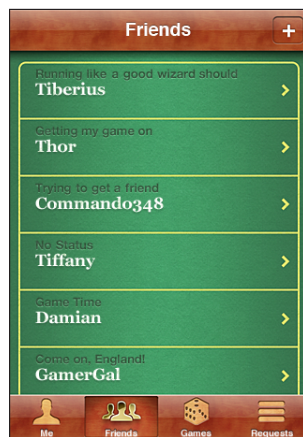 Friends
+
Running like a good wizard should
Tiberius
Getting my game on
Thor
Trying to get a friend
Commando348
No Status
Tiffany
Game Time
Damian
Come on, England!
GamerGal
Me
Friends
Games
Requests